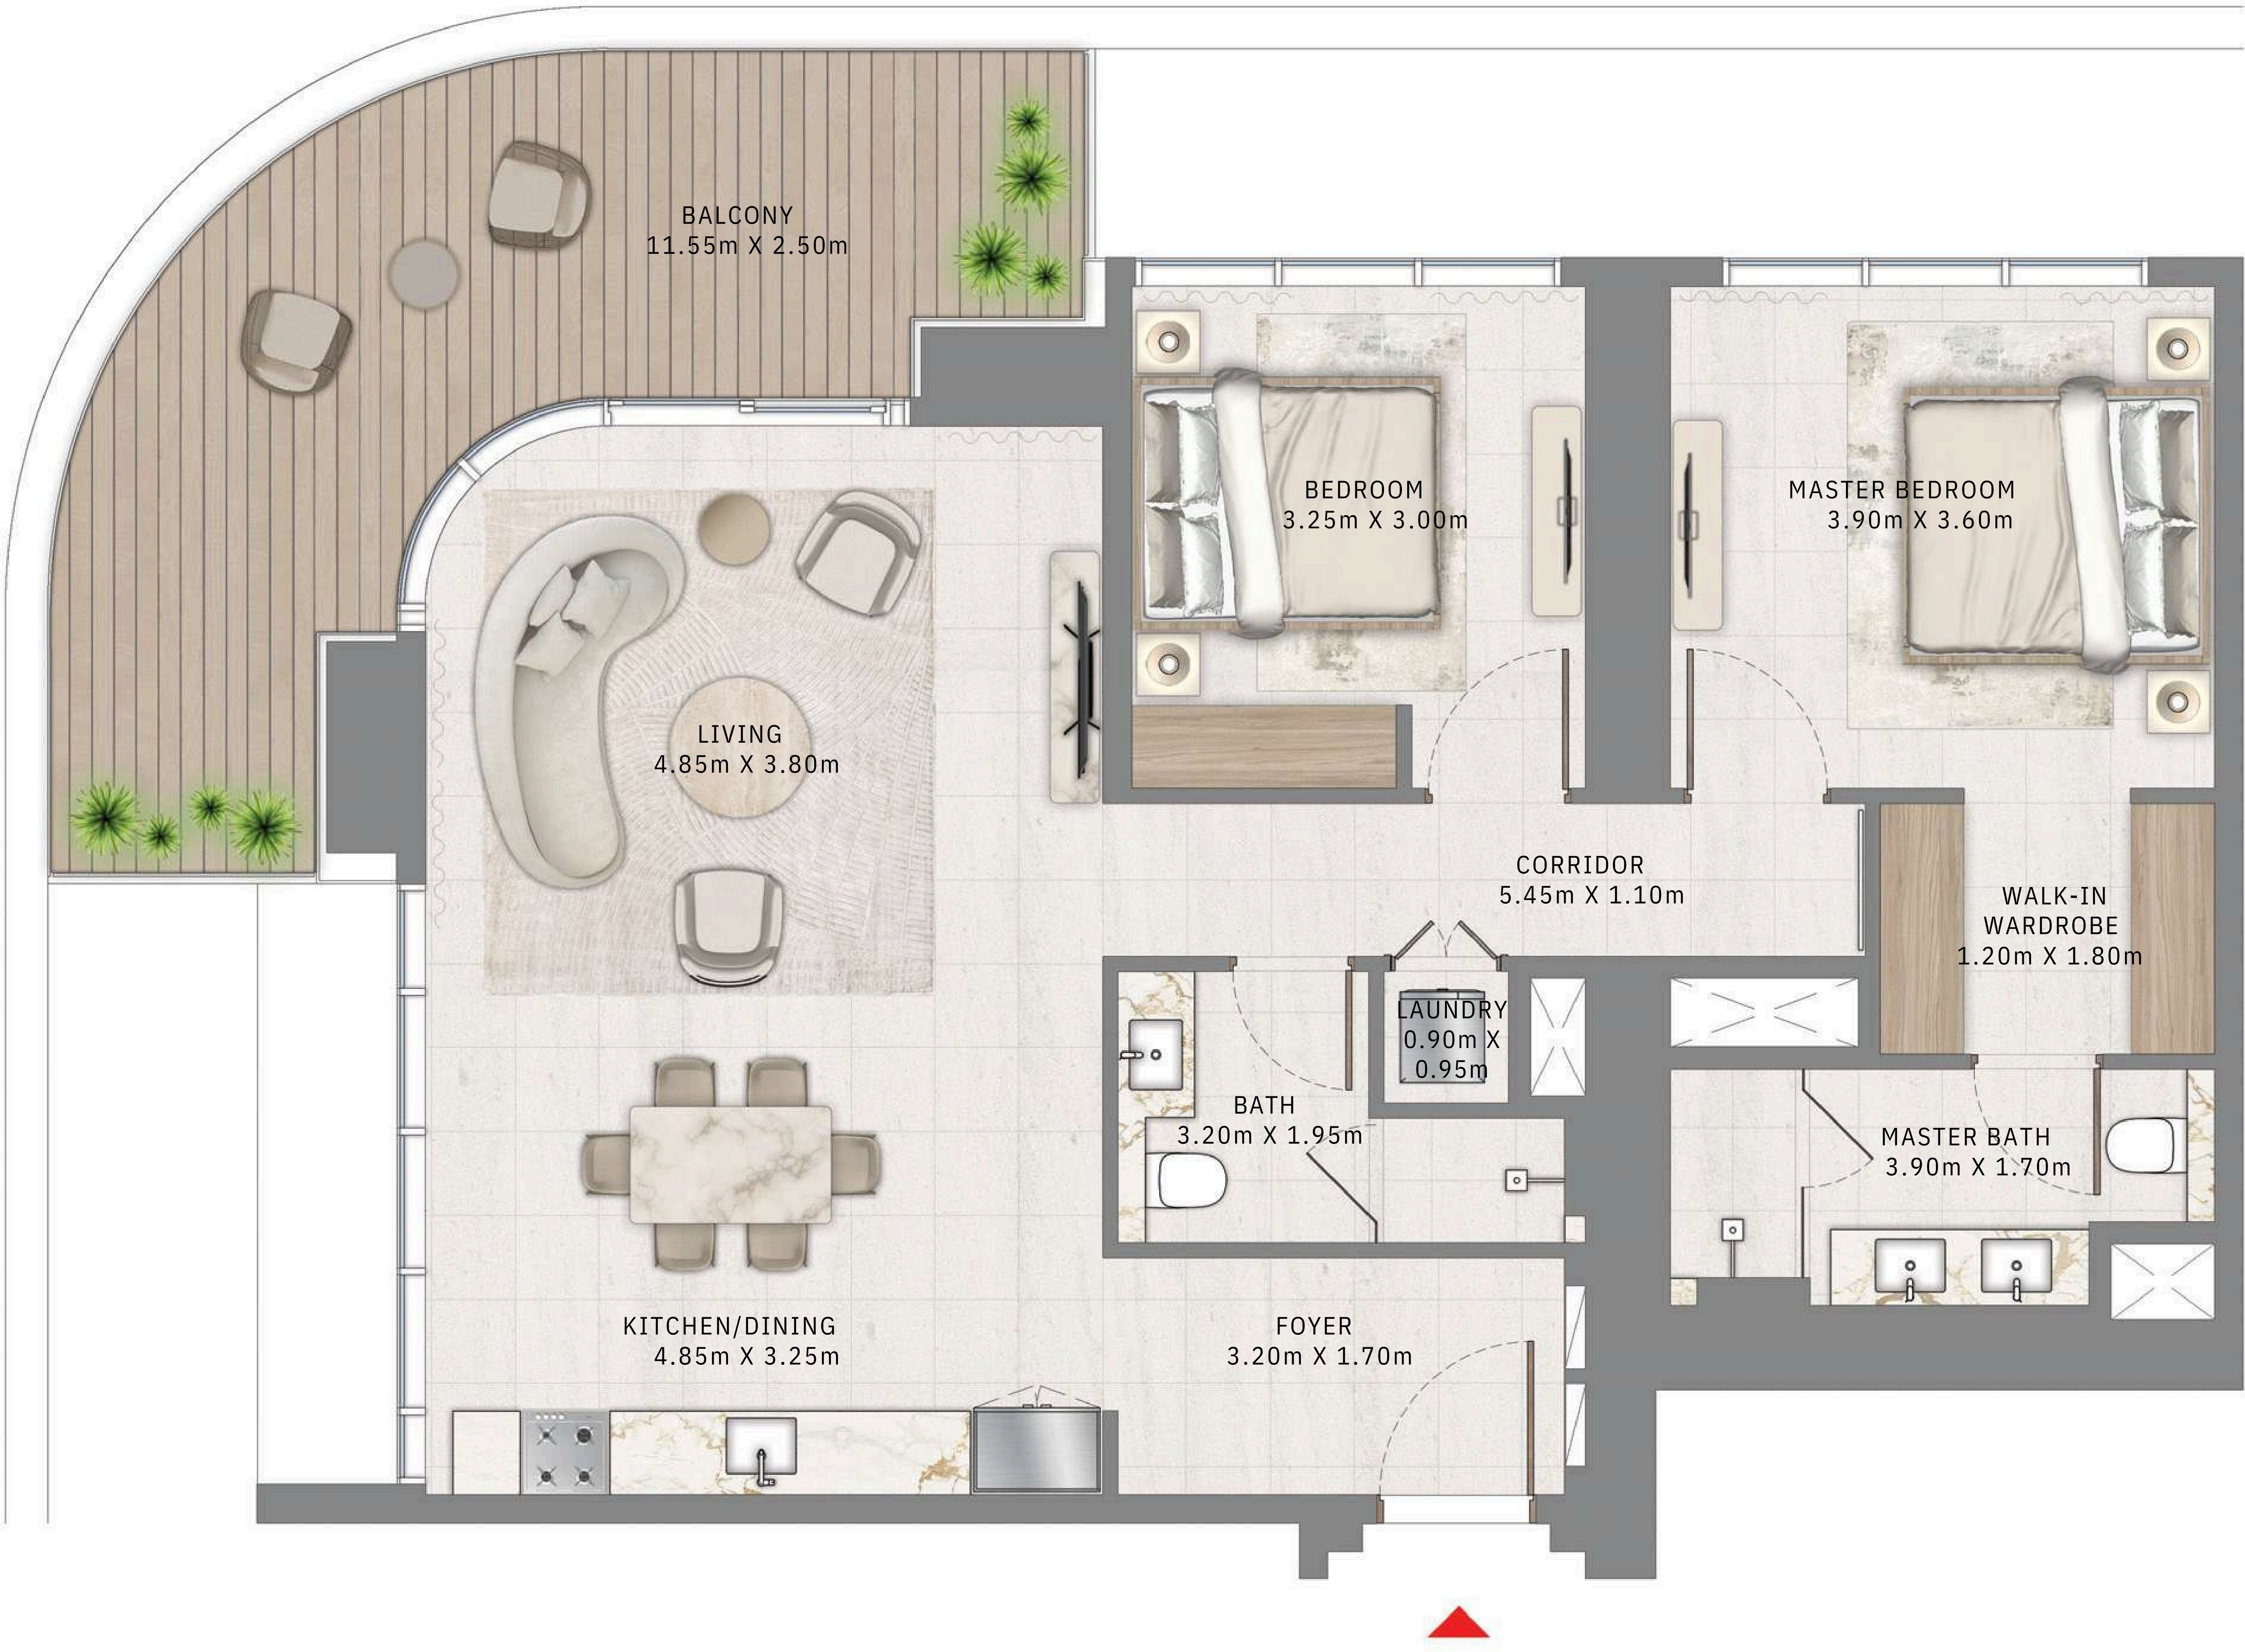 BALCONY
11.55m X 2.50m
BEDROOM
3.25m X 3.00m
MASTER BEDROOM
3.90m X 3.60m
LIVING
4.85m X 3.80m
CORRIDOR
5.45m X 1.10m
WALK-IN
WARDROBE
1.20m X 1.80m
LAUNDRY
0.90m X
0.95m
BATH
3.20m X 1.95m
MASTER BATH
3.90m X 1.70m
KITCHEN/DINING
4.85m X 3.25m
FOYER
3.20m X 1.70m